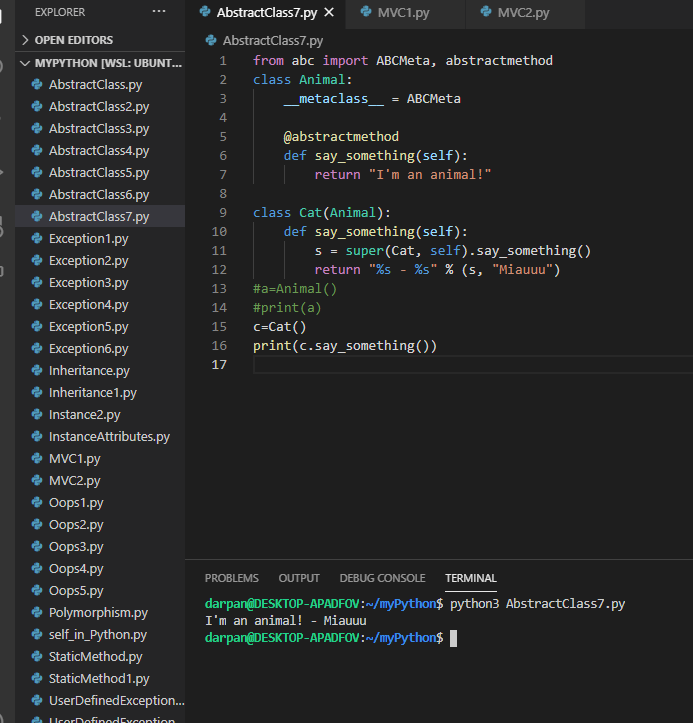 EXPLORER ...
OPEN EDITORS
MYPYTHON [WSL: UBUNT...
AbstractClass.py
AbstractClass2.py
AbstractClass3.py
AbstractClass4.py
AbstractClass5.py
AbstractClass6.py
AbstractClass7.py
Exception1.py
Exception2.py
Exception3.py
Exception4.py
Exception5.py
Exception6.py
Inheritance.py
Inheritance1.py
Instance2.py
InstanceAttributes.py
MVC1.py
MVC2.py
Oops1.py
Oops2.py
Oops3.py
Oops4.py
Oops5.py
Polymorphism.py
self_in_Python.py
StaticMethod.py
StaticMethod1.py
UserDefinedException...
UserDefinedException...
AbstractClass7.py MVC1.py MVC2.py
AbstractClass7.py
1 from abc import ABCMeta, abstractmethod
2 class Animal:
3 __metaclass__ = ABCMeta
4
5 @abstractmethod
6 def say_something(self):
7 return "I'm an animal!"
8
9 class Cat(Animal):
10 def say_something(self):
11 s = super(Cat, self).say_something()
12 return "%s - %s" % (s, "Miauuu")
13 #a=Animal()
14 #print(a)
15 c=Cat()
16 print(c.say_something())
17
PROBLEMS OUTPUT DEBUG CONSOLE TERMINAL
darpan@DESKTOP-APADFOV:~/myPython$ python3 AbstractClass7.py
I'm an animal! - Miauuu
darpan@DESKTOP-APADFOV:~/myPython$